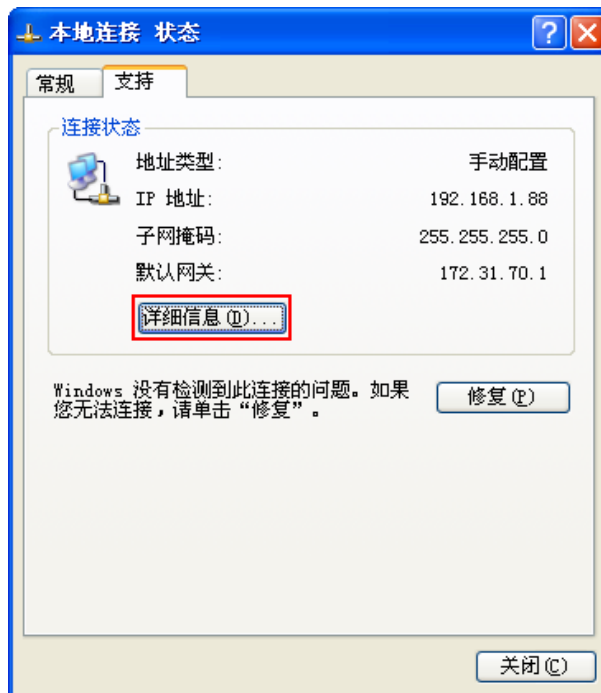 本地连接 状态
常规
支持
连接状态
地址类型:
手动配置
IP 地址:
192.168.1.88
子网掩码:
255.255.255.0
默认网关:
172.31.70.1
详细信息(D)...
Windows 没有检测到此连接的问题。如果
您无法连接，请单击“修复”。
修复(P)
关闭(C)